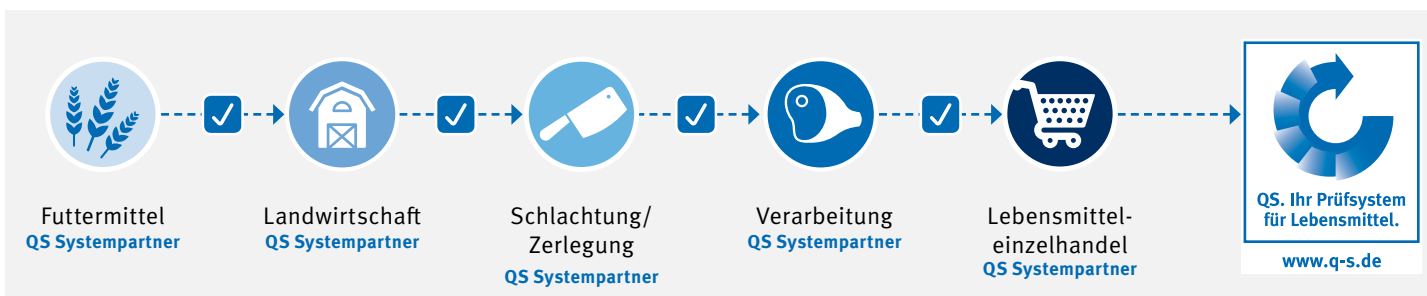 Futtermittel
QS Systempartner
Landwirtschaft
QS Systempartner
Schlachtung/
Zerlegung
QS Systempartner
Verarbeitung
QS Systempartner
Lebensmittel-
einzelhandel
QS Systempartner
QS. Ihr Prüfsystem
für Lebensmittel.
www.q-s.de